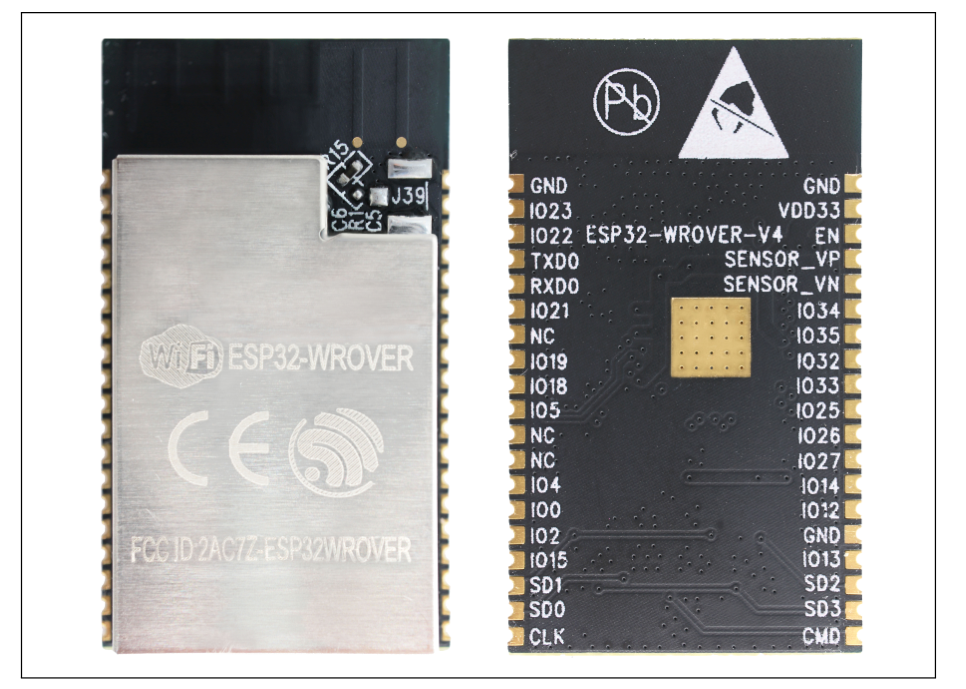 R15
C6
R1
C5
J39
WiFi ESP32-WROVER
CE
FCC ID:2AC7Z-ESP32WROVER
Pb
GND GND
IO23 VDD33
IO22 ESP32-WROVER-V4 EN
TXD0 SENSOR_VP
RXD0 SENSOR_VN
IO21 IO34
NC IO35
IO19 IO32
IO18 IO33
IO5 IO25
NC IO26
NC IO27
IO4 IO14
IO0 IO12
IO2 GND
IO15 IO13
SD1 SD2
SD0 SD3
CLK CMD